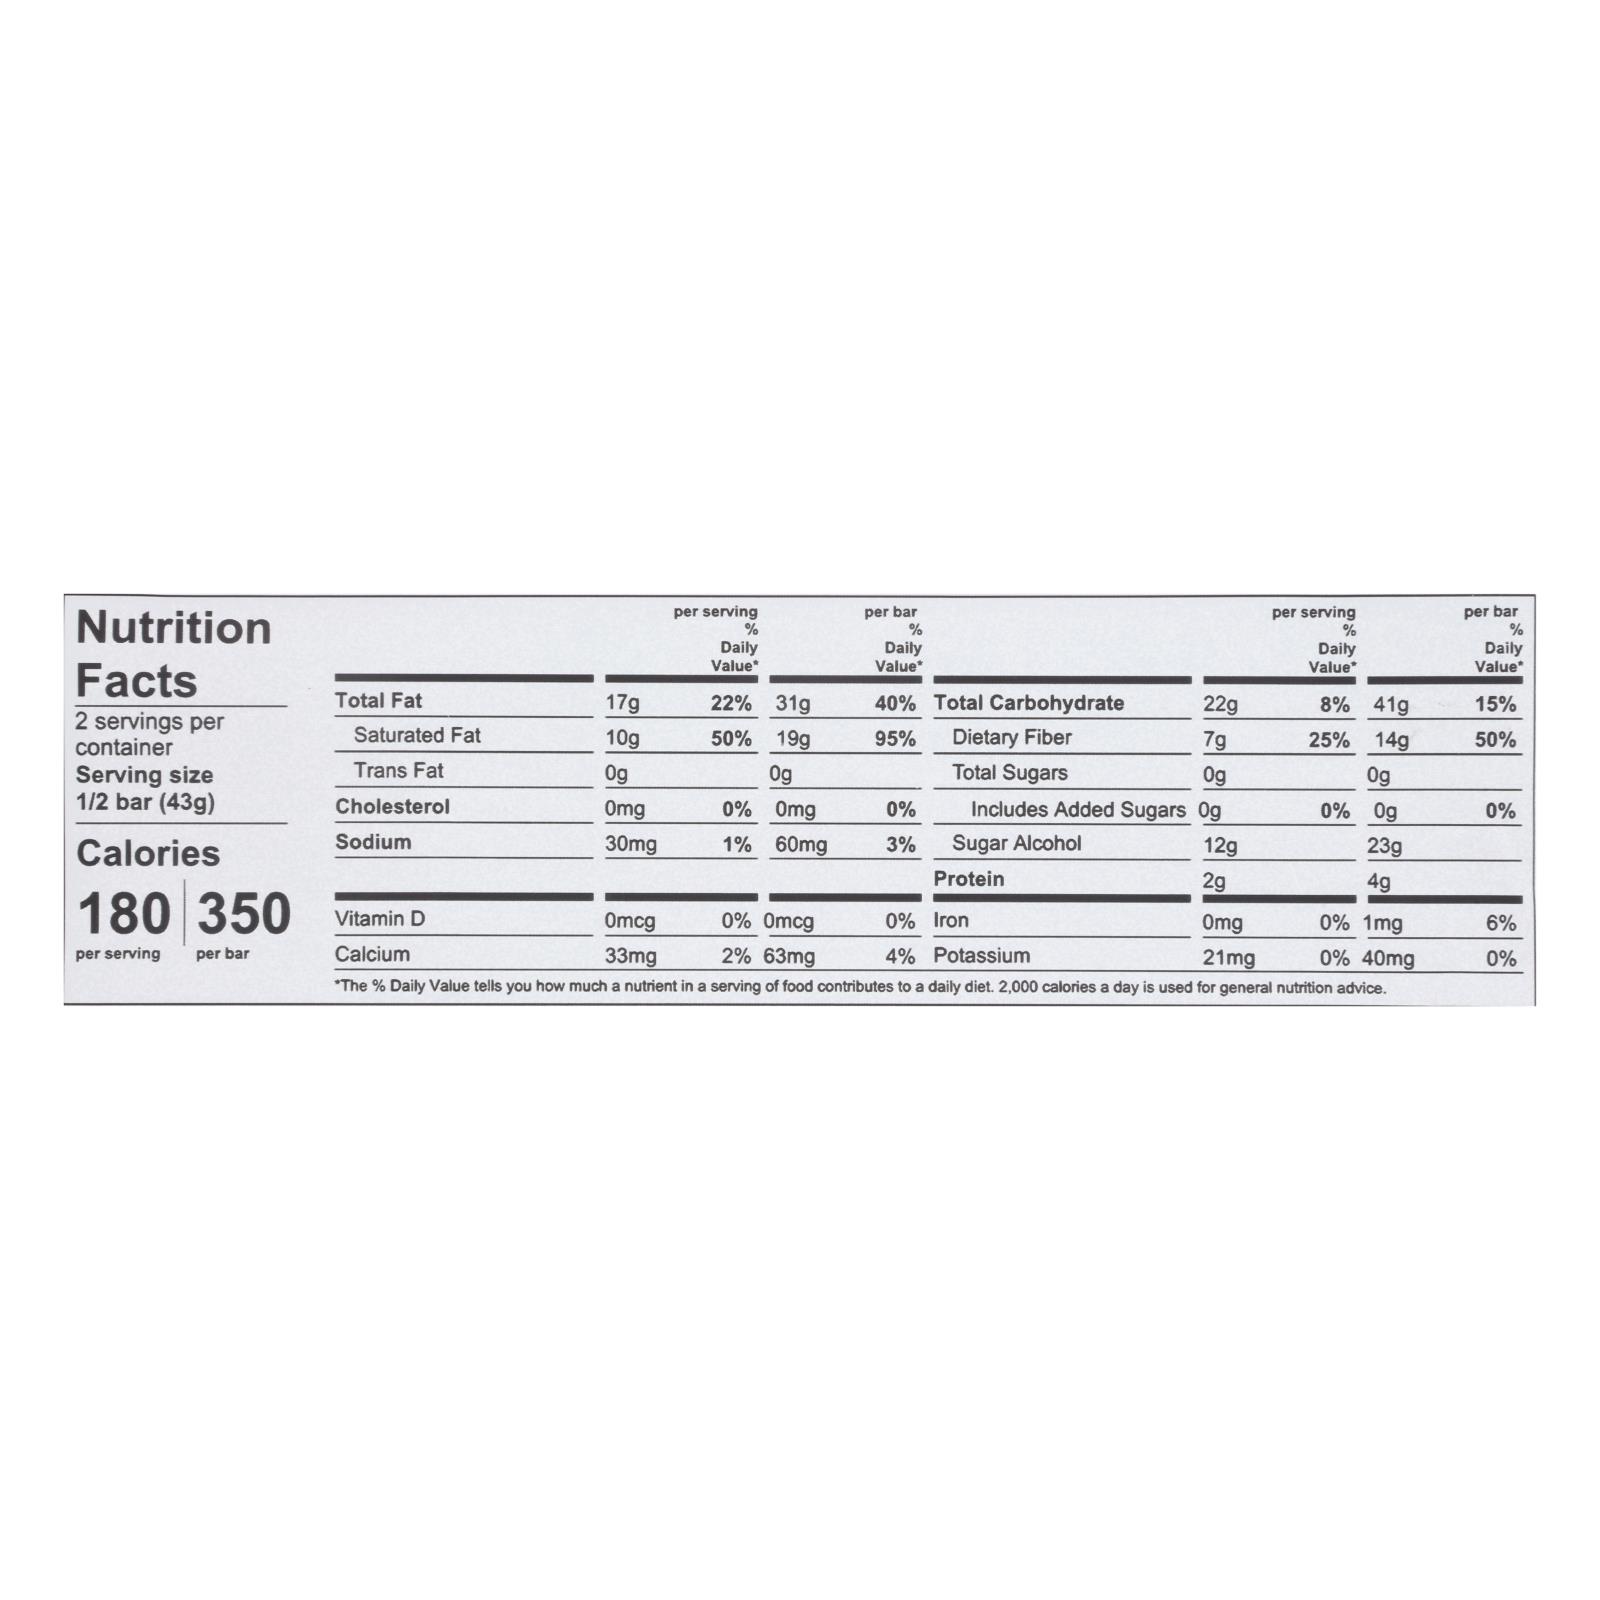 Nutrition
Facts
2 servings per
container
Serving size
1/2 bar (43g)
Calories
180 350
per serving per bar
per serving per bar per serving per bar
% % % %
Daily Daily Daily Daily
Value* Value* Value* Value*
Total Fat 17g 22% 31g 40% Total Carbohydrate 22g 8% 41g 15%
Saturated Fat 10g 50% 19g 95% Dietary Fiber 7g 25% 14g 50%
Trans Fat 0g 0g Total Sugars 0g 0g
Cholesterol 0mg 0% 0mg 0% Includes Added Sugars 0g 0% 0g 0%
Sodium 30mg 1% 60mg 3% Sugar Alcohol 12g 23g
Protein 2g 4g
Vitamin D 0mcg 0% 0mcg 0% Iron 0mg 0% 1mg 6%
Calcium 33mg 2% 63mg 4% Potassium 21mg 0% 40mg 0%
*The % Daily Value tells you how much a nutrient in a serving of food contributes to a daily diet. 2,000 calories a day is used for general nutrition advice.